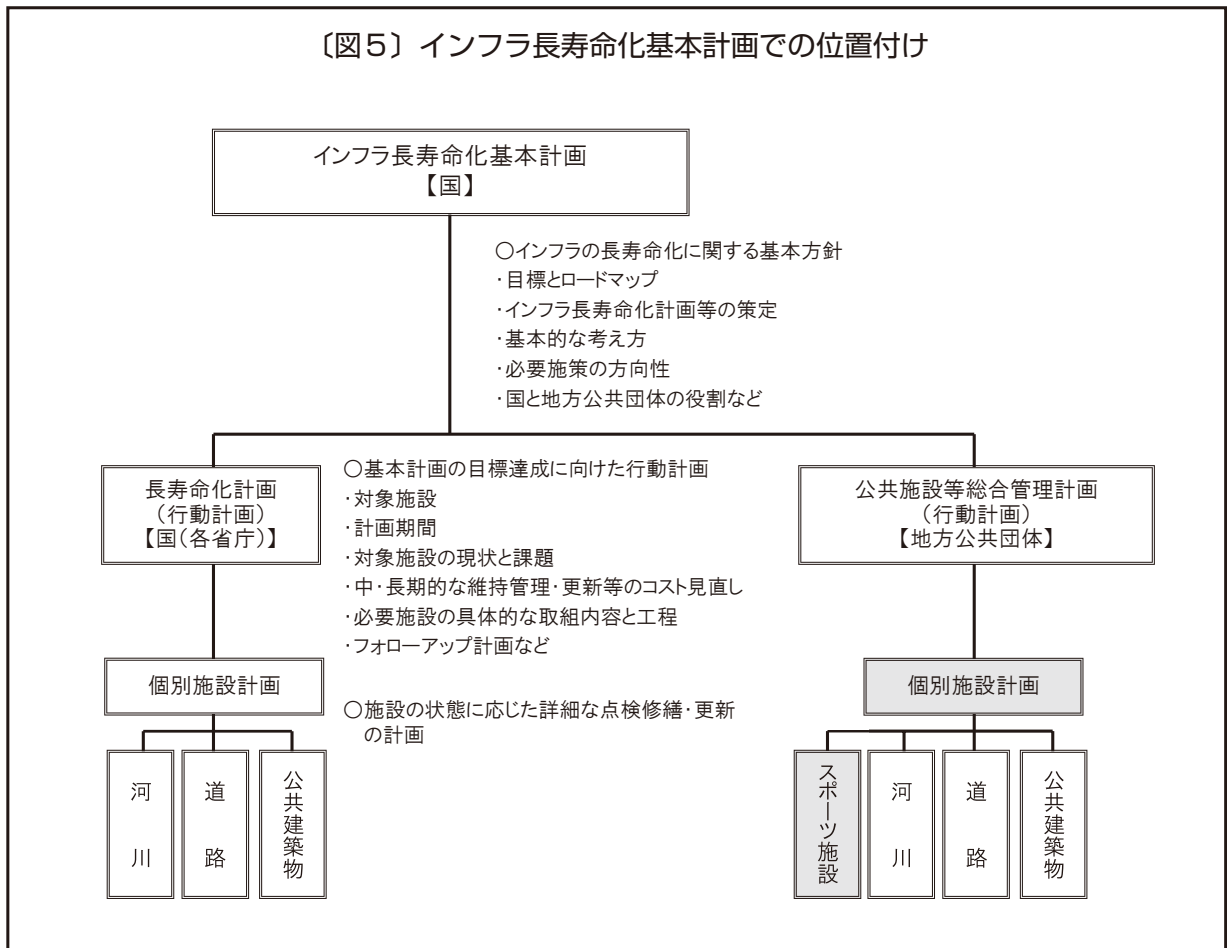 〔図5〕インフラ長寿命化基本計画での位置付け
インフラ長寿命化基本計画
【国】
○インフラの長寿命化に関する基本方針
・目標とロードマップ
・インフラ長寿命化計画等の策定
・基本的な考え方
・必要施策の方向性
・国と地方公共団体の役割など
長寿命化計画
（行動計画）
【国（各省庁）】
○基本計画の目標達成に向けた行動計画
・対象施設
・計画期間
・対象施設の現状と課題
・中・長期的な維持管理・更新等のコスト見直し
・必要施設の具体的な取組内容と工程
・フォローアップ計画など
公共施設等総合管理計画
（行動計画）
【地方公共団体】
個別施設計画
○施設の状態に応じた詳細な点検修繕・更新
の計画
個別施設計画
河川
道路
公共建築物
スポーツ施設
河川
道路
公共建築物